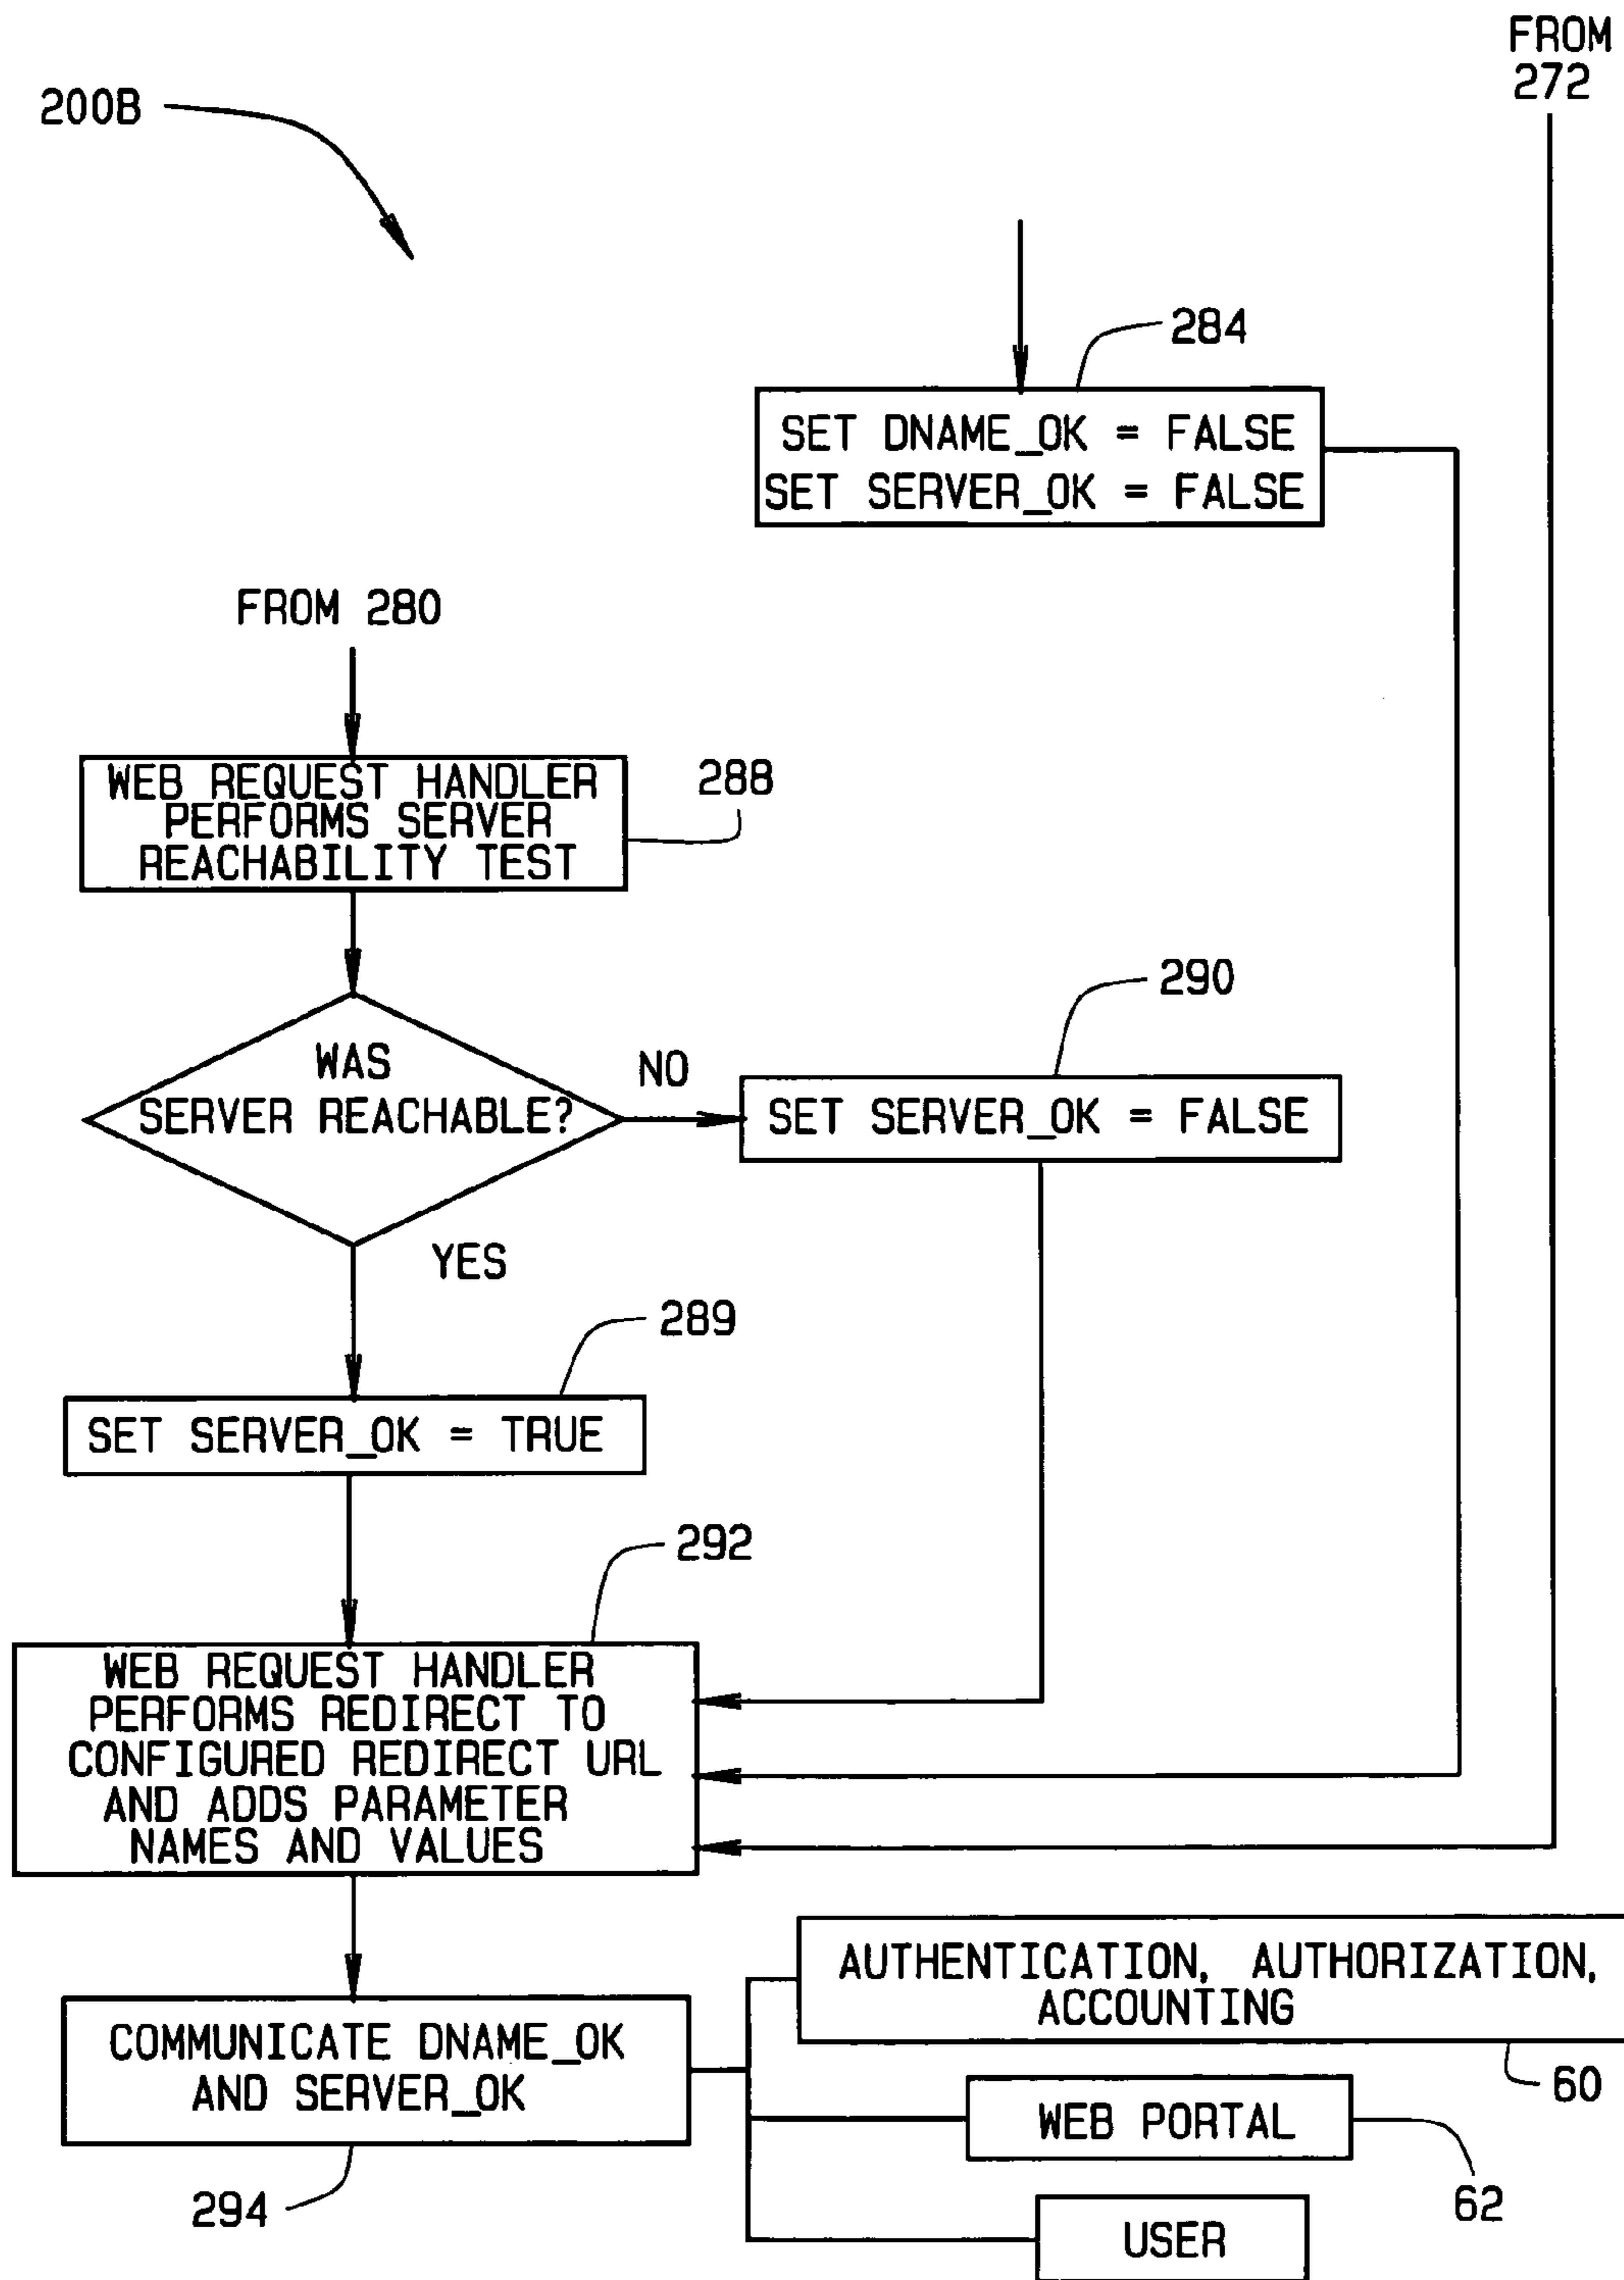 FROM
272
200B
284
SET DNAME_OK = FALSE
SET SERVER_OK = FALSE
FROM 280
WEB REQUEST HANDLER
PERFORMS SERVER
REACHABILITY TEST
288
WAS
SERVER REACHABLE?
NO
290
SET SERVER_OK = FALSE
YES
289
SET SERVER_OK = TRUE
292
WEB REQUEST HANDLER
PERFORMS REDIRECT TO
CONFIGURED REDIRECT URL
AND ADDS PARAMETER
NAMES AND VALUES
COMMUNICATE DNAME_OK
AND SERVER_OK
294
AUTHENTICATION, AUTHORIZATION,
ACCOUNTING
60
WEB PORTAL
62
USER